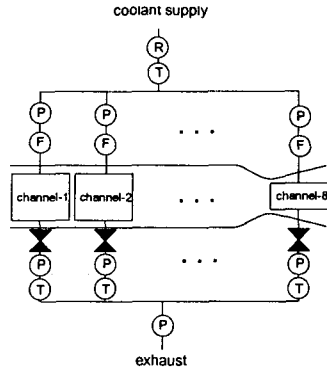 coolant supply
R
T
P P P
F F F
channel-1 channel-2 channel-8
P P P
T T T
P
exhaust